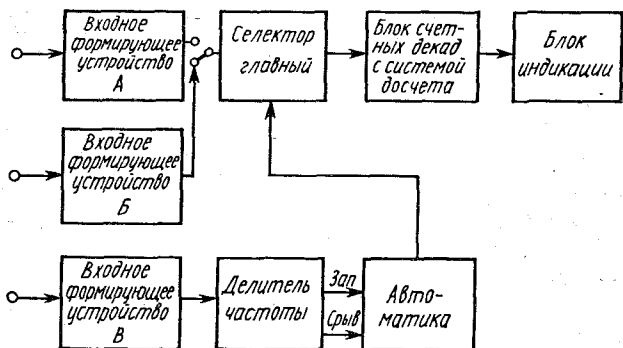 Входное
формирующее
устройство
А
Селектор
главный
Блок счет-
ных декад
с системой
досчета
Блок
индикации
Входное
формирующее
устройство
Б
Входное
формирующее
устройство
В
Делитель
частоты
Зап
Срыв
Авто-
матика